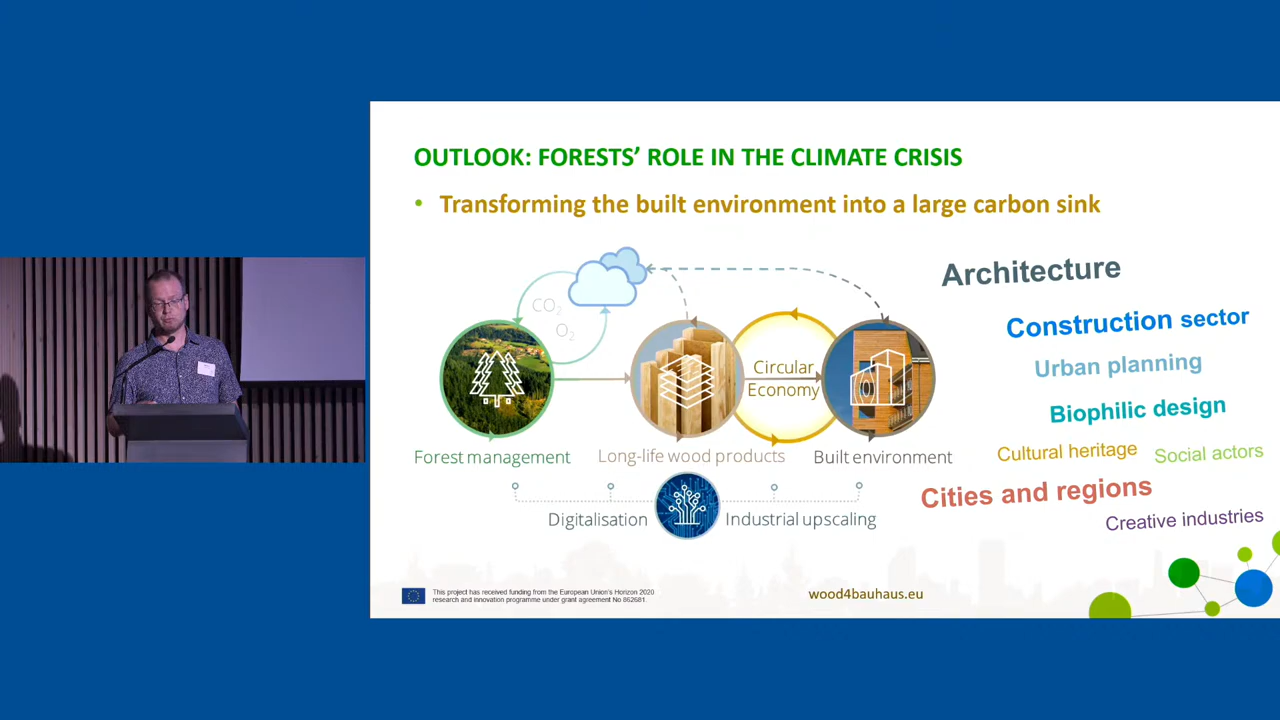 OUTLOOK: FORESTS' ROLE IN THE CLIMATE CRISIS
• Transforming the built environment into a large carbon sink
CO2
O2
Circular
Economy
Forest management
Long-life wood products
Built environment
Digitalisation
Industrial upscaling
Architecture
Construction sector
Urban planning
Biophilic design
Cultural heritage
Social actors
Cities and regions
Creative industries
This project has received funding from the European Union's Horizon 2020
research and innovation programme under grant agreement No 862681.
wood4bauhaus.eu